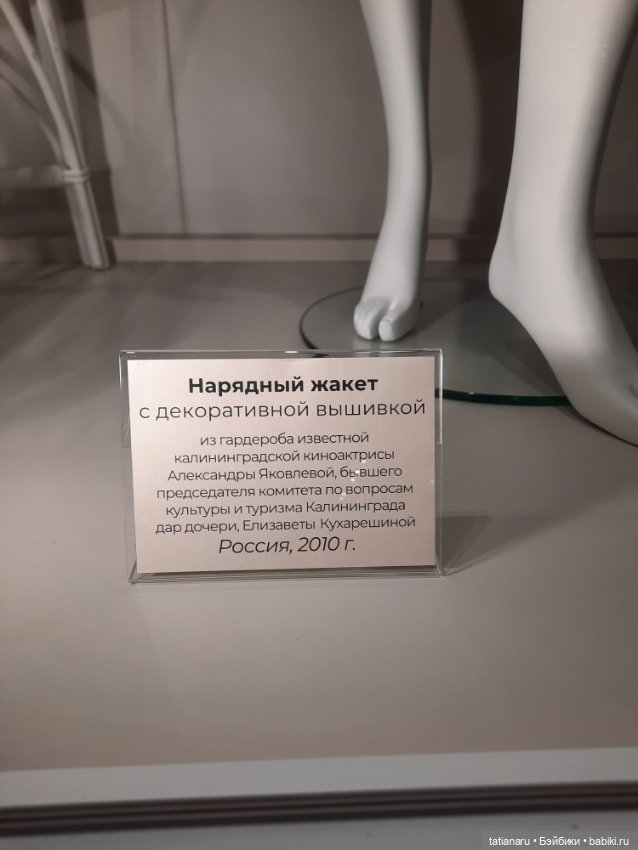 Нарядный жакет
с декоративной вышивкой
из гардероба известной
калининградской киноактрисы
Александры Яковлевой, бывшего
председателя комитета по вопросам
культуры и туризма Калининграда
дар дочери, Елизаветы Кухарешиной
Россия, 2010 г.
tatianaru • Бэйбики • babiki.ru